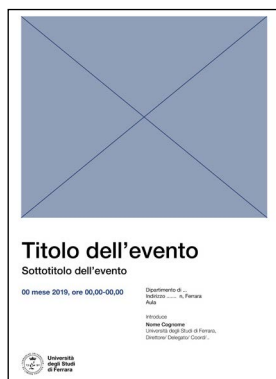 Titolo dell'evento
Sottotitolo dell'evento
00 mese 2019, ore 00,00-00,00
Dipartimento di ...
Indirizzo ....... n, Ferrara
Aula
Introduce
Nome Cognome
Università degli Studi di Ferrara,
Direttore/ Delegato/ Coord/..
Università
degli Studi
di Ferrara